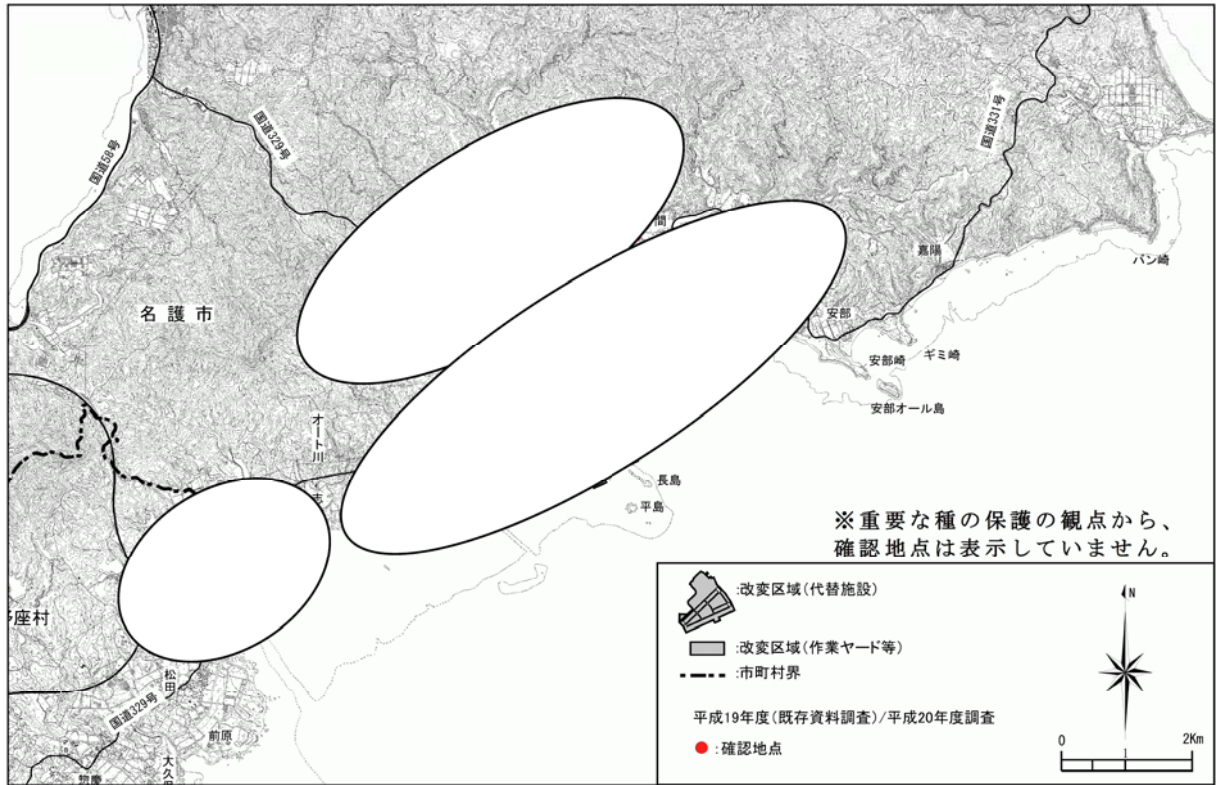 国道58号
国道329号
国道331号
間
嘉陽
バン崎
名護市
安部
安部崎
ギミ崎
安部オール島
オート川
志
長島
平島
※重要な種の保護の観点から、
確認地点は表示していません。
座村
松田
国道329号
前原
大久保
惣慶
:改変区域(代替施設)
:改変区域(作業ヤード等)
:市町村界
平成19年度(既存資料調査)/平成20年度調査
:確認地点
N
0 1 2Km